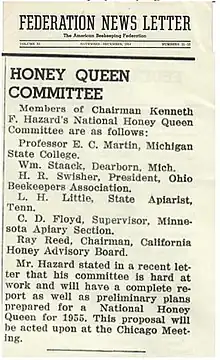 FEDERATION NEWS LETTER
The American Beekeeping Federation
VOLUME
NOVEMBER-DECEMBER,
NUMBERS
HONEY QUEEN
COMMITTEE
Members of Chairman Kenneth
F. Hazard's National Honey Queen
Committee are as follows:
Professor E. C. Martin, Michigan
State College.
Wm. Staack, Dearborn, Mich.
H. R. Swisher, President, Ohio
Beekeepers Association.
L. H. Little, State Apiarist,
Tenn.
C. D. Floyd, Supervisor, Minne-
sota Apiary Section.
Ray Reed, Chairman, California
Honey Advisory Board.
Mr. Hazard stated in a recent let-
ter that his committee is hard at
work and will have a complete re-
port as well as preliminary plans
prepared for a National Honey
Queen for 1955. This proposal will
be acted upon at the Chicago Meet-
ing.